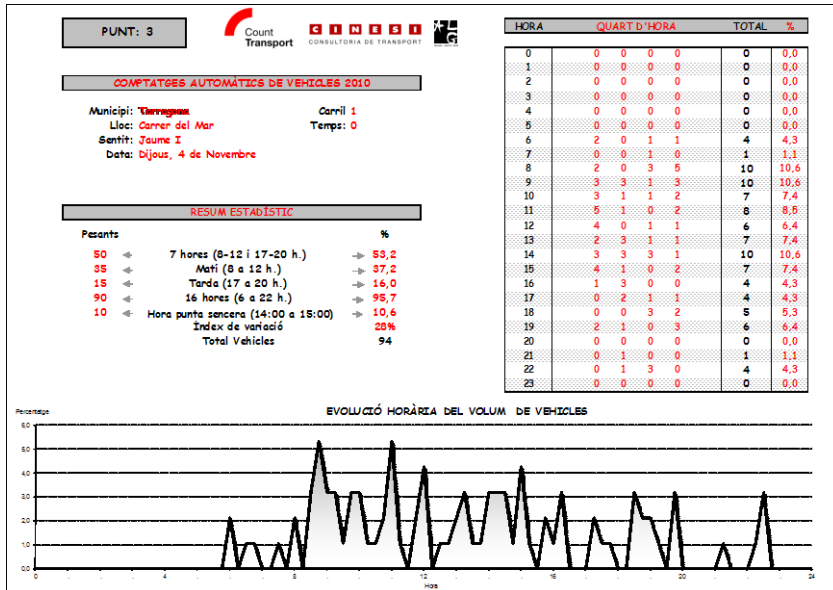 PUNT: 3
Count
Transport
CINESI
CONSULTORIA DE TRANSPORT
COMPTATGES AUTOMÀTICS DE VEHICLES 2010
Municipi: Carril 1
Lloc: Carrer del Mar Temps: 0
Sentit: Jaume I
Data: Dijous, 4 de Novembre
RESUM ESTADÍSTIC
Pesants %
50 7 hores (8-12 i 17-20 h.) 53,2
35 Matí (8 a 12 h.) 37,2
15 Tarda (17 a 20 h.) 16,0
90 16 hores (6 a 22 h.) 95,7
10 Hora punta sencera (14:00 a 15:00) 10,6
Índex de variació 28%
Total Vehicles 94
HORA QUART D'HORA TOTAL %
0 0 0 0 0 0 0,0
1 0 0 0 0 0 0,0
2 0 0 0 0 0 0,0
3 0 0 0 0 0 0,0
4 0 0 0 0 0 0,0
5 0 0 0 0 0 0,0
6 2 0 1 1 4 4,3
7 0 0 1 0 1 1,1
8 2 0 3 5 10 10,6
9 3 3 1 3 10 10,6
10 3 1 1 2 7 7,4
11 5 1 0 2 8 8,5
12 4 0 1 1 6 6,4
13 2 3 1 1 7 7,4
14 3 3 3 1 10 10,6
15 4 1 0 2 7 7,4
16 1 3 0 0 4 4,3
17 0 2 1 1 4 4,3
18 0 0 3 2 5 5,3
19 2 1 0 3 6 6,4
20 0 0 0 0 0 0,0
21 0 1 0 0 1 1,1
22 0 1 3 0 4 4,3
23 0 0 0 0 0 0,0
EVOLUCIÓ HORÀRIA DEL VOLUM DE VEHICLES
Percentatge
6,0
5,0
4,0
3,0
2,0
1,0
0,0
0 4 8 12 16 20 24
Hora